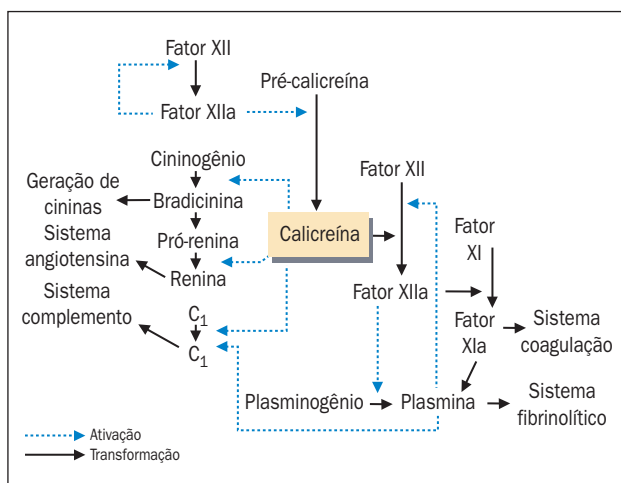 Fator XII
Pré-calicreína
Fator XIIa
Cininogênio
Fator XII
Geração de
cininas
Bradicinina
Sistema
angiotensina
Pró-renina
Calicreína
Fator
XI
Renina
Sistema
complemento
Fator XIIa
C1
C1
Fator
XIa
Sistema
coagulação
Plasminogênio
Plasmina
Sistema
fibrinolítico
Ativação
Transformação